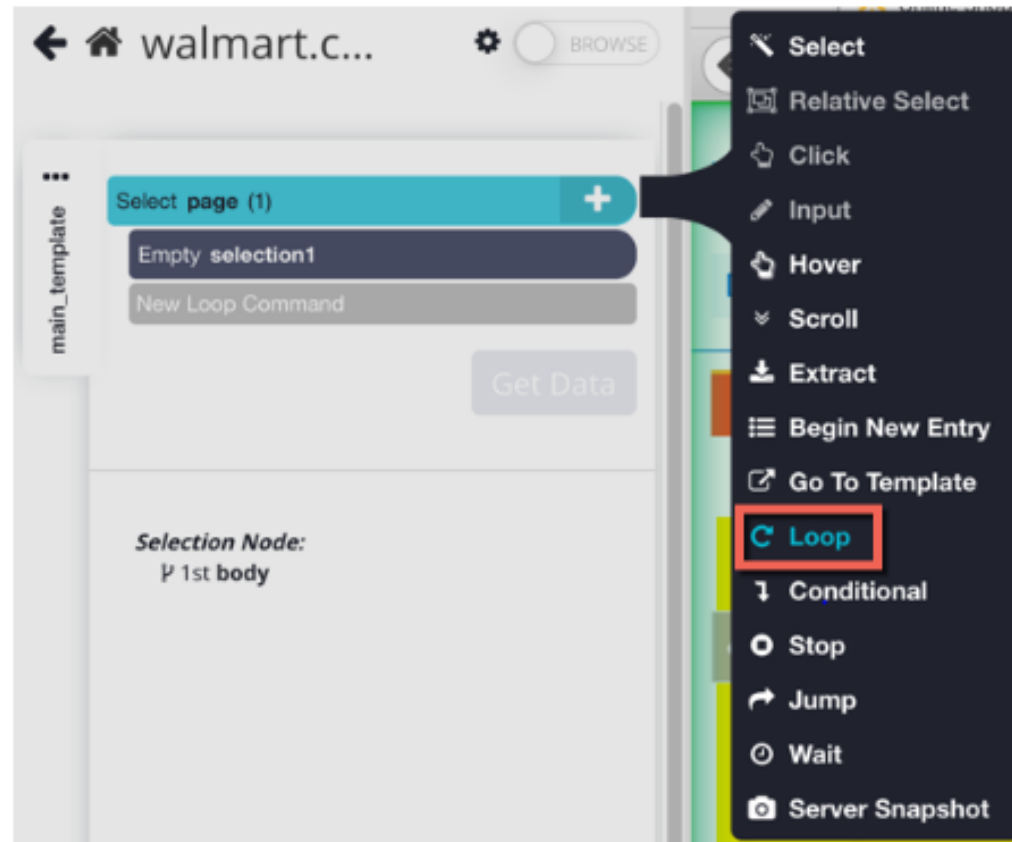 walmart.c...
BROWSE
main_template
Select page (1)
Empty selection1
New Loop Command
Get Data
Selection Node:
1st body
Select
Relative Select
Click
Input
Hover
Scroll
Extract
Begin New Entry
Go To Template
Loop
Conditional
Stop
Jump
Wait
Server Snapshot